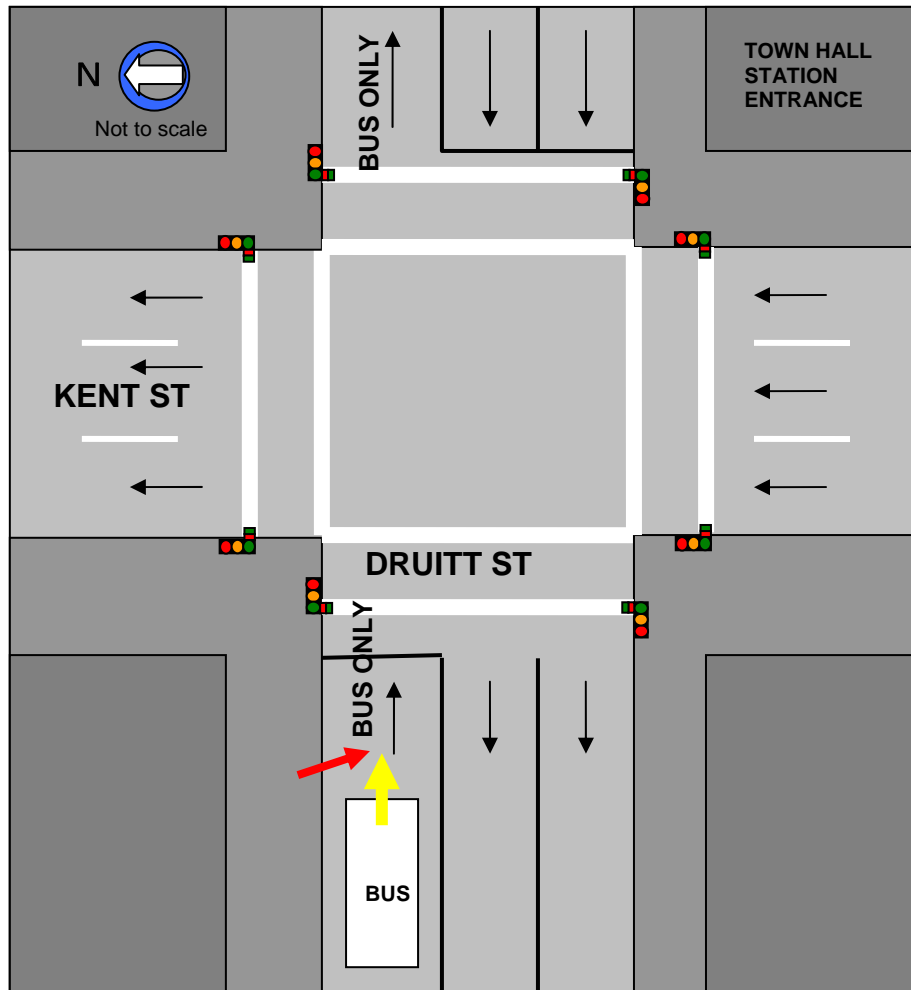 BUS ONLY
N
Not to scale
TOWN HALL
STATION
ENTRANCE
KENT ST
DRUITT ST
BUS ONLY
BUS